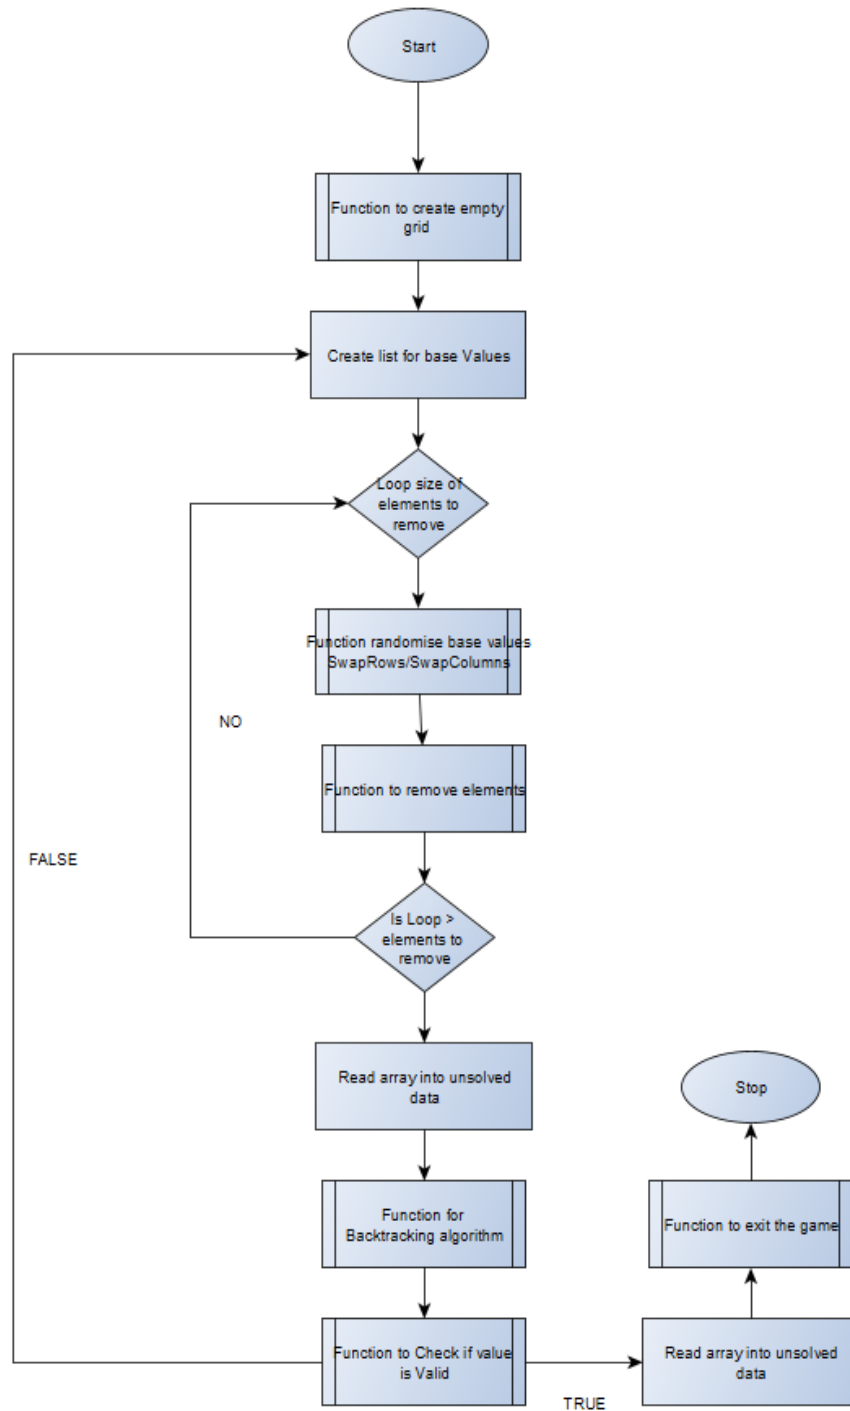 Start
Function to create empty
grid
Create list for base Values
Loop size of
elements to
remove
Function randomise base values
SwapRows/SwapColumns
NO
Function to remove elements
FALSE
Is Loop >
elements to
remove
Read array into unsolved
data
Stop
Function for
Backtracking algorithm
Function to exit the game
Function to Check if value
is Valid
TRUE
Read array into unsolved
data